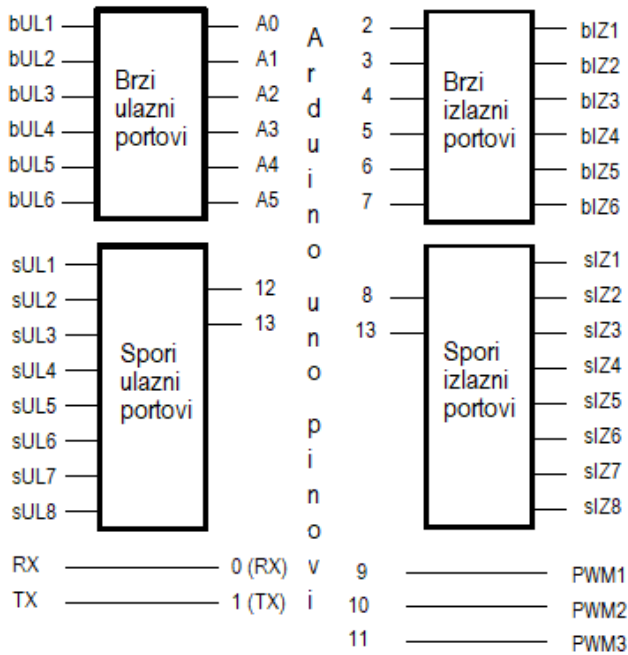 bUL1 A0 2 bIZ1
bUL2 A1 3 bIZ2
bUL3 A2 4 bIZ3
bUL4 A3 5 bIZ4
bUL5 A4 6 bIZ5
bUL6 A5 7 bIZ6
Brzi
ulazni
portovi
Brzi
izlazni
portovi
Arduino uno pinovi
sUL1 sIZ1
sUL2 12 8 sIZ2
sUL3 13 13 sIZ3
sUL4 sIZ4
sUL5 sIZ5
sUL6 sIZ6
sUL7 sIZ7
sUL8 sIZ8
Spori
ulazni
portovi
Spori
izlazni
portovi
RX 0 (RX) 9 PWM1
TX 1 (TX) 10 PWM2
11 PWM3